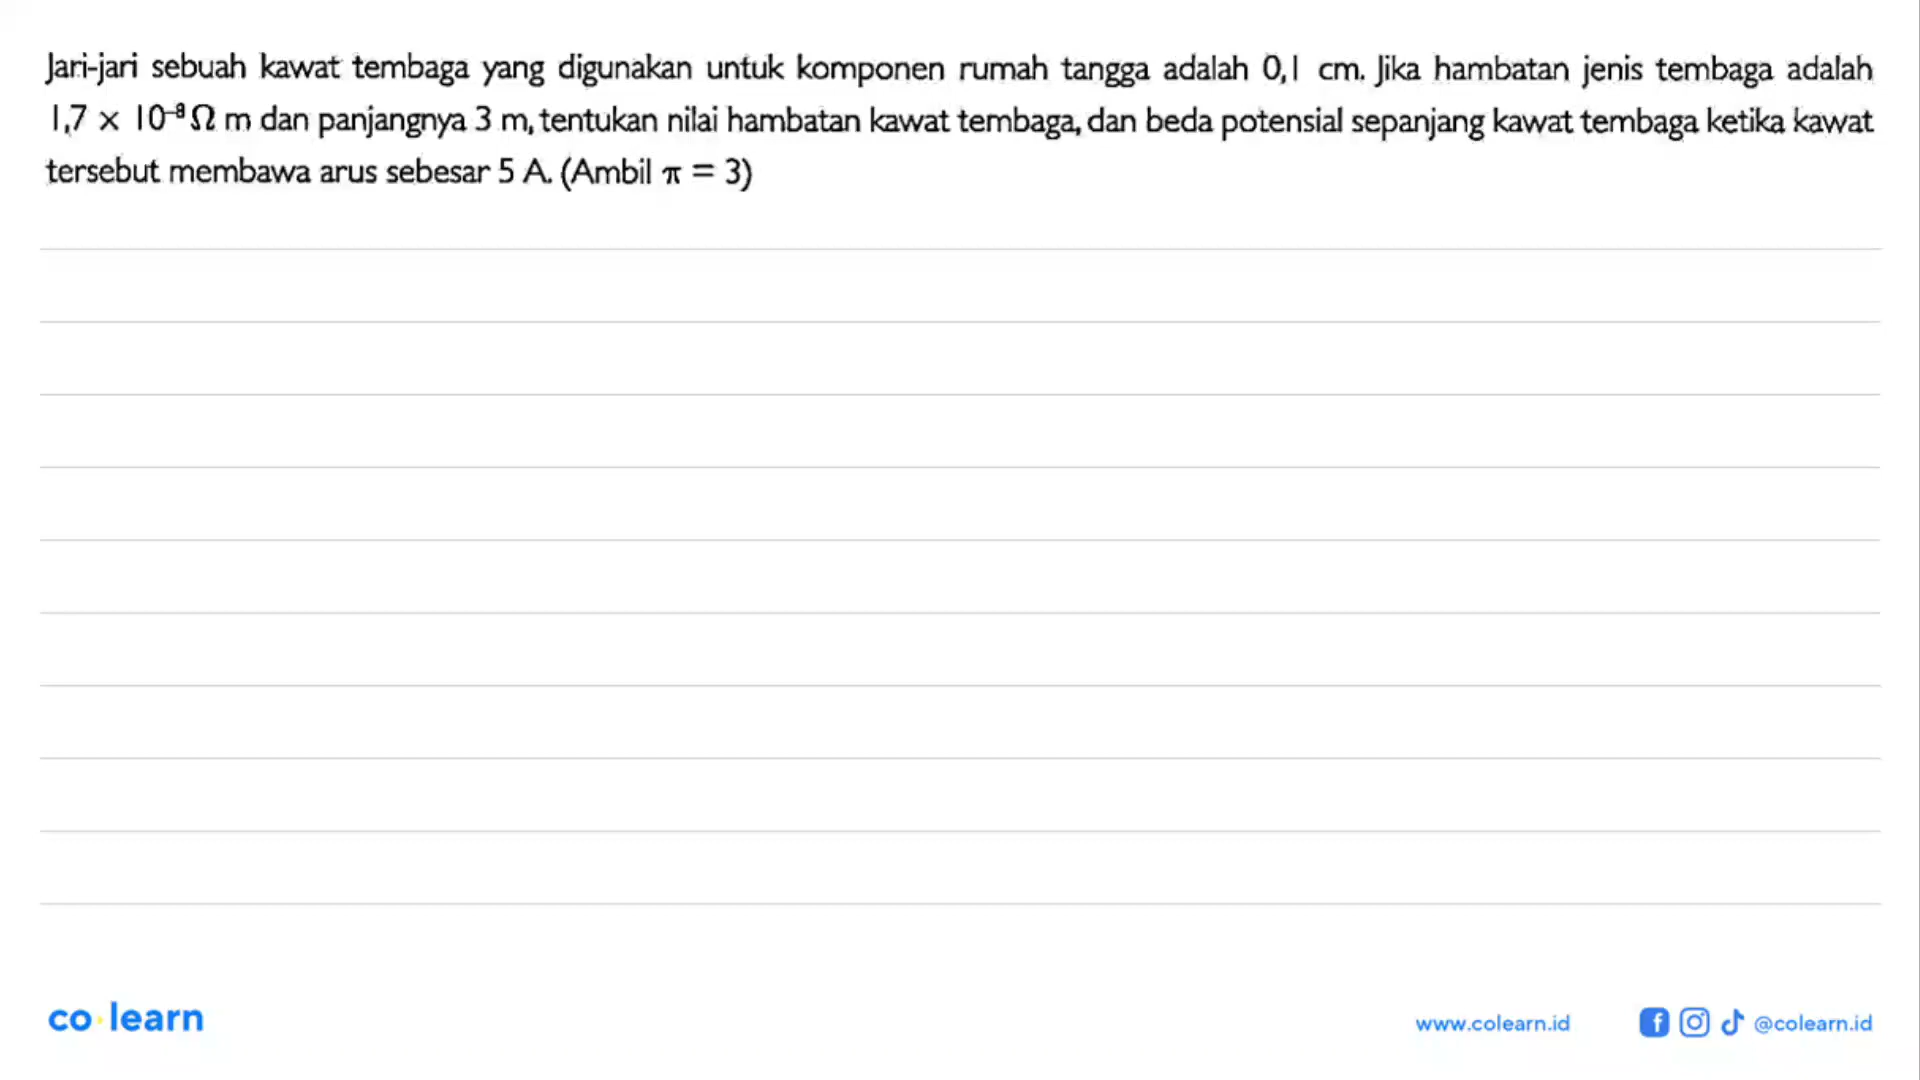 Jari-jari sebuah kawat tembaga yang digunakan untuk komponen rumah tangga adalah 0,1 cm. Jika hambatan jenis tembaga adalah
1,7 × 10⁻⁸ Ω m dan panjangnya 3 m, tentukan nilai hambatan kawat tembaga, dan beda potensial sepanjang kawat tembaga ketika kawat
tersebut membawa arus sebesar 5 A. (Ambil π = 3)
co·learn
www.colearn.id
@colearn.id